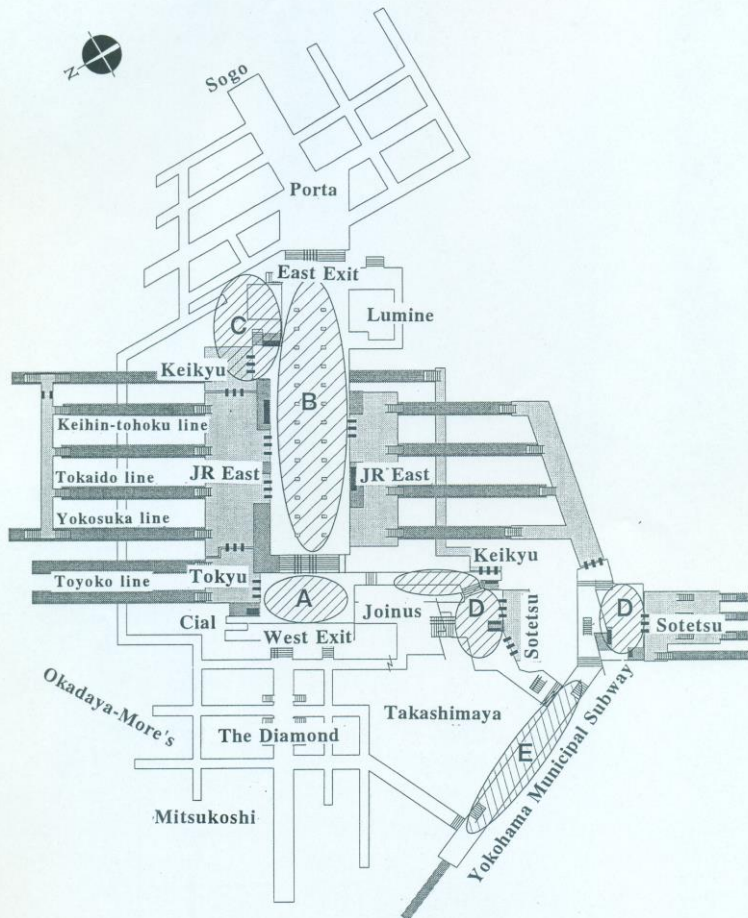 N
Sogo
Porta
East Exit
Lumine
C
Keikyu
B
Keihin-tohoku line
Tokaido line
JR East
JR East
Yokosuka line
Keikyu
Toyoko line
Tokyu
A
Joinus
D
Sotetsu
D
Sotetsu
Cial
West Exit
Okadaya-More's
The Diamond
Takashimaya
E
Yokohama Municipal Subway
Mitsukoshi